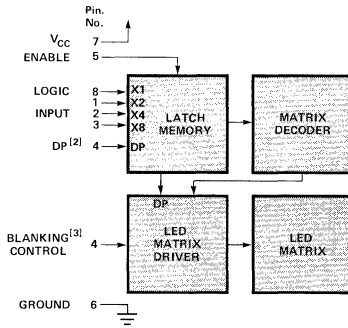 Pin.
No.
VCC 7
ENABLE 5
LOGIC 8 X1
INPUT 1 X2
2 X4
3 X8
DP[2] 4 DP
LATCH
MEMORY
MATRIX
DECODER
DP
BLANKING[3]
CONTROL 4
LED
MATRIX
DRIVER
LED
MATRIX
GROUND 6